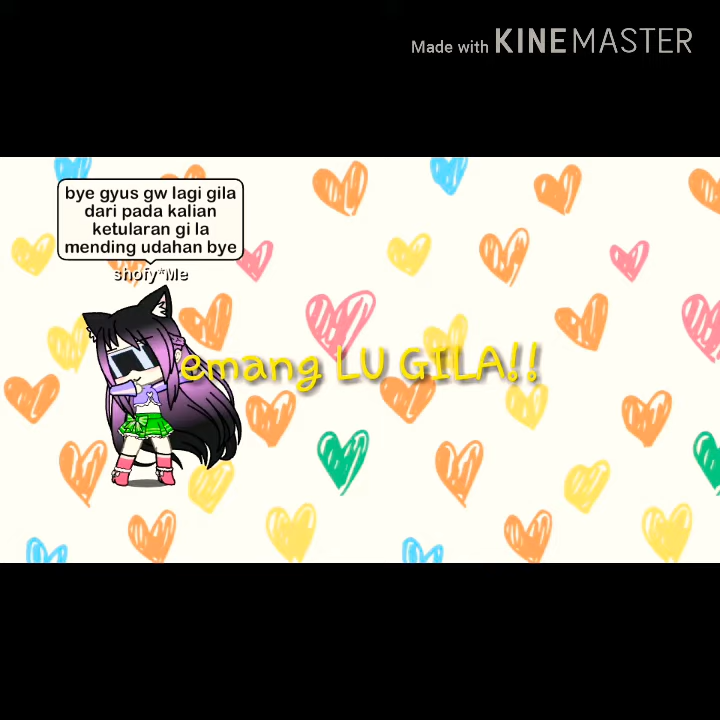 Made with KINEMASTER
bye gyus gw lagi gila
dari pada kalian
ketularan gi la
mending udahan bye
shofy*Me
emang LU GILA!!